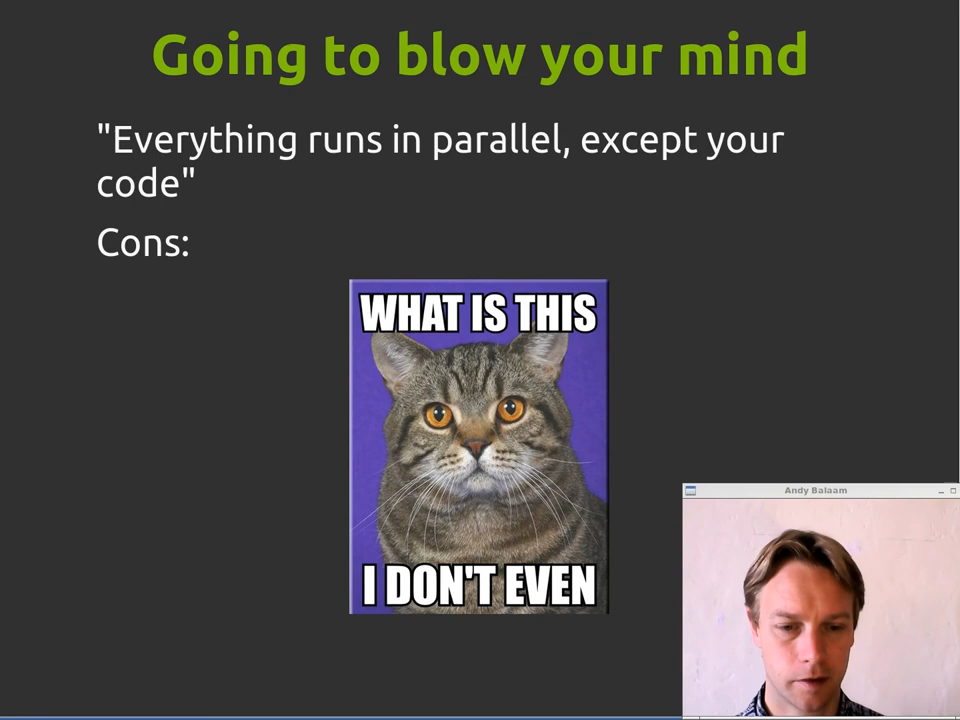 Going to blow your mind
"Everything runs in parallel, except your
code"
Cons:
WHAT IS THIS
I DON'T EVEN
Andy Balaam